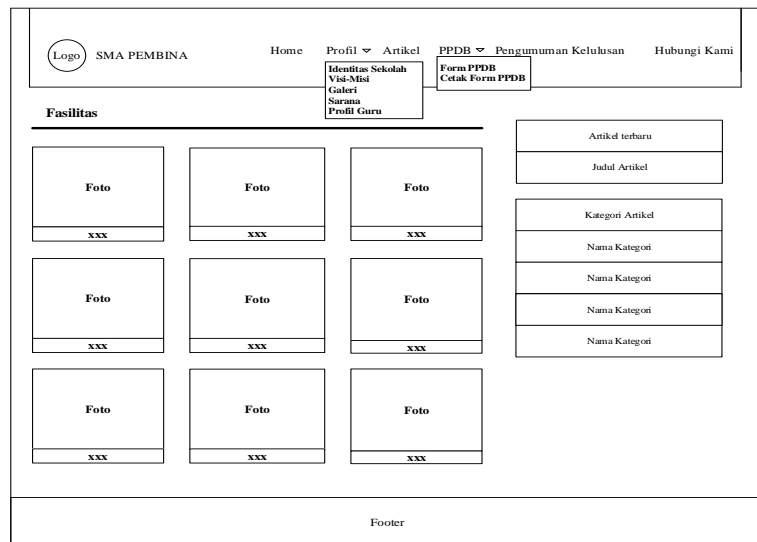 Logo
SMA PEMBINA
Home
Profil
Artikel
PPDB
Pengumuman Kelulusan
Hubungi Kami
Identitas Sekolah
Visi-Misi
Galeri
Sarana
Profil Guru
Form PPDB
Cetak Form PPDB
Fasilitas
Foto
Foto
Foto
xxx
xxx
xxx
Foto
Foto
Foto
xxx
xxx
xxx
Foto
Foto
Foto
xxx
xxx
xxx
Artikel terbaru
Judul Artikel
Kategori Artikel
Nama Kategori
Nama Kategori
Nama Kategori
Nama Kategori
Footer